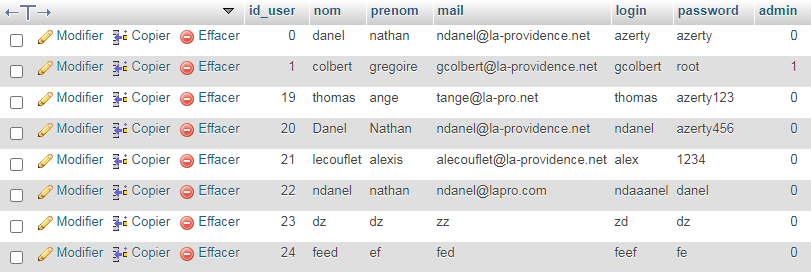 id_user nom prenom mail login password admin
Modifier Copier Effacer 0 danel nathan ndanel@la-providence.net azerty azerty 0
Modifier Copier Effacer 1 colbert gregoire gcolbert@la-providence.net gcolbert root 1
Modifier Copier Effacer 19 thomas ange tange@la-pro.net thomas azerty123 0
Modifier Copier Effacer 20 Danel Nathan ndanel@la-providence.net ndanel azerty456 0
Modifier Copier Effacer 21 lecouflet alexis alecouflet@la-providence.net alex 1234 0
Modifier Copier Effacer 22 ndanel nathan ndanel@lapro.com ndaaanel danel 0
Modifier Copier Effacer 23 dz dz zz zd dz 0
Modifier Copier Effacer 24 feed ef fed feef fe 0